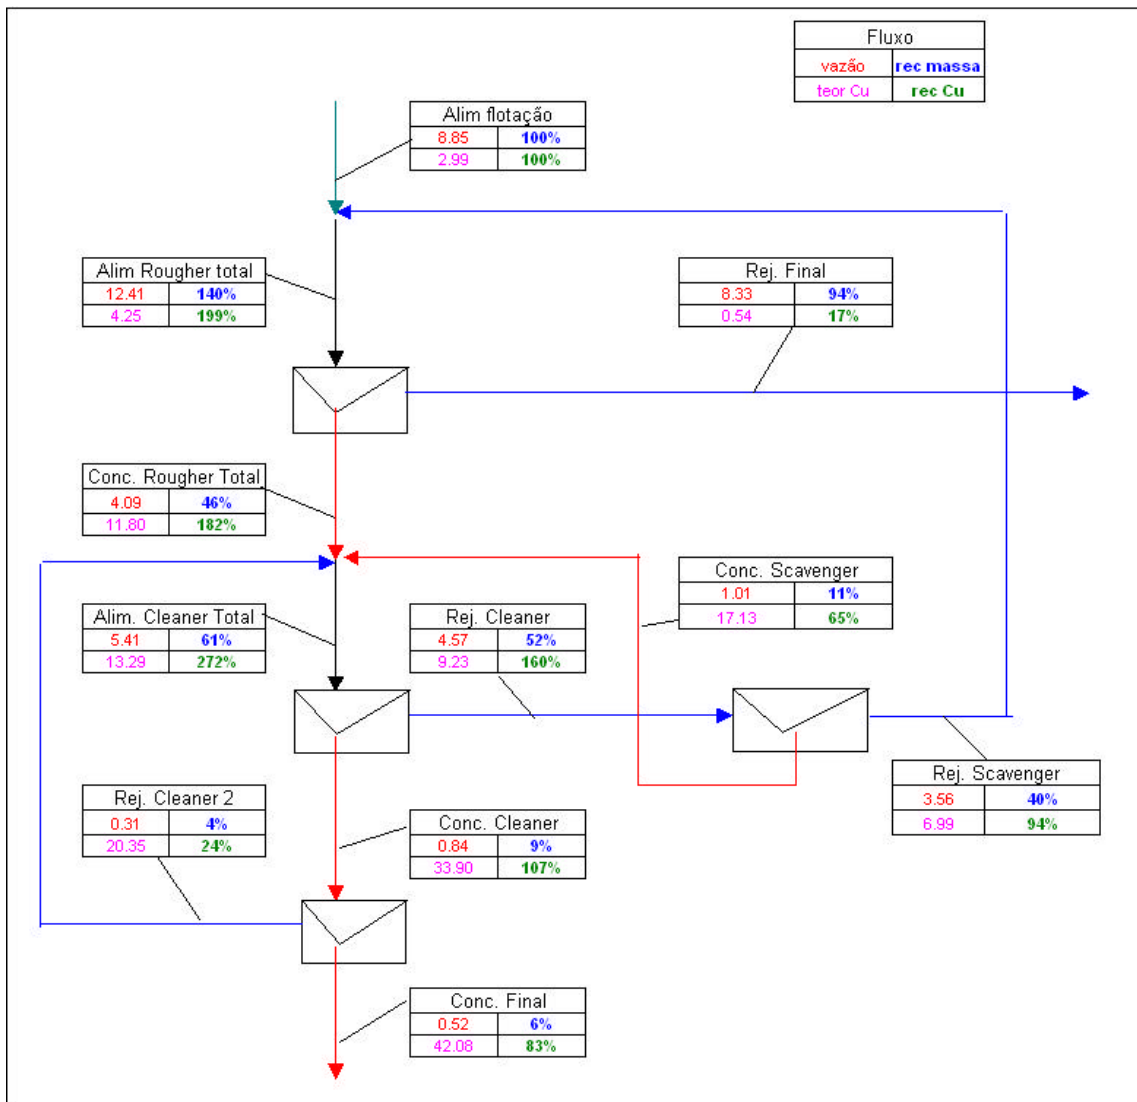 Fluxo
vazão rec massa
teor Cu rec Cu
Alim flotação
8.85 100%
2.99 100%
Alim Rougher total
12.41 140%
4.25 199%
Rej. Final
8.33 94%
0.54 17%
Conc. Rougher Total
4.09 46%
11.80 182%
Conc. Scavenger
1.01 11%
17.13 65%
Alim. Cleaner Total
5.41 61%
13.29 272%
Rej. Cleaner
4.57 52%
9.23 160%
Rej. Scavenger
3.56 40%
6.99 94%
Rej. Cleaner 2
0.31 4%
20.35 24%
Conc. Cleaner
0.84 9%
33.90 107%
Conc. Final
0.52 6%
42.08 83%